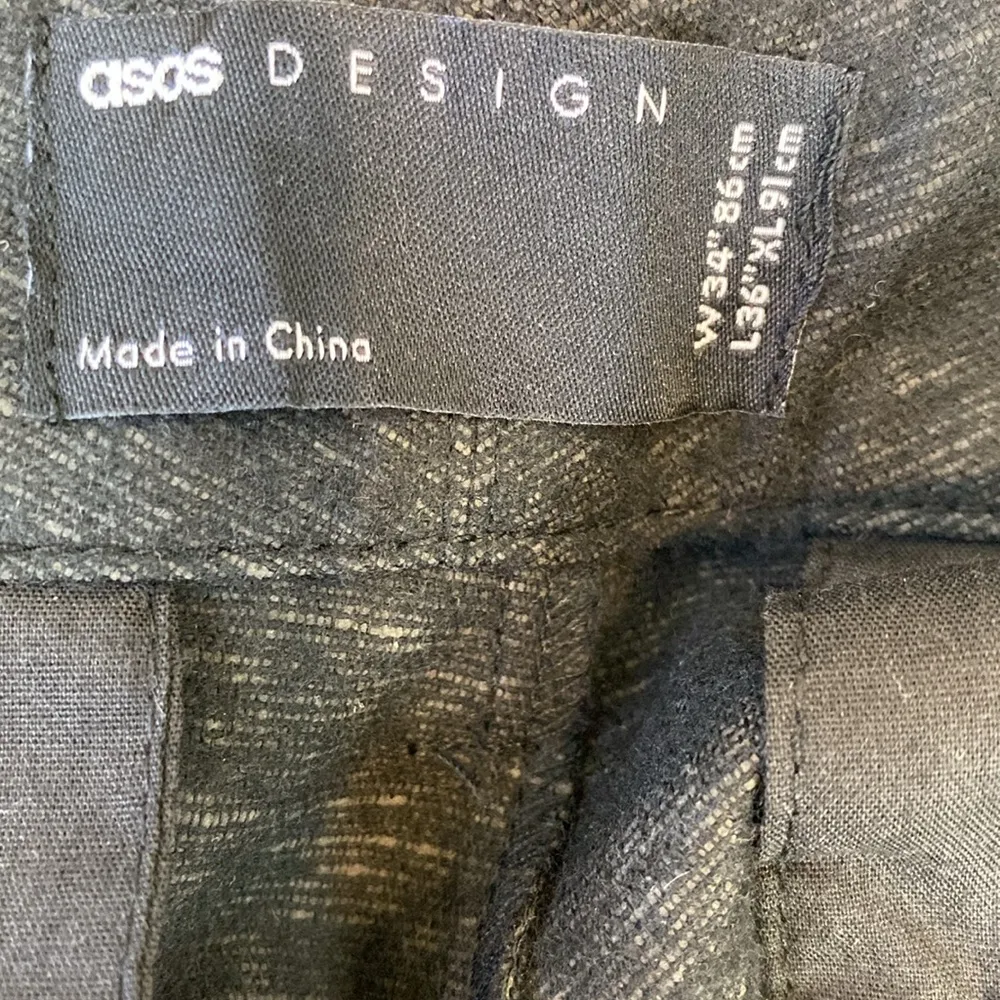 asos DESIGN
W34" 86cm
L36" XL 91cm
Made in China